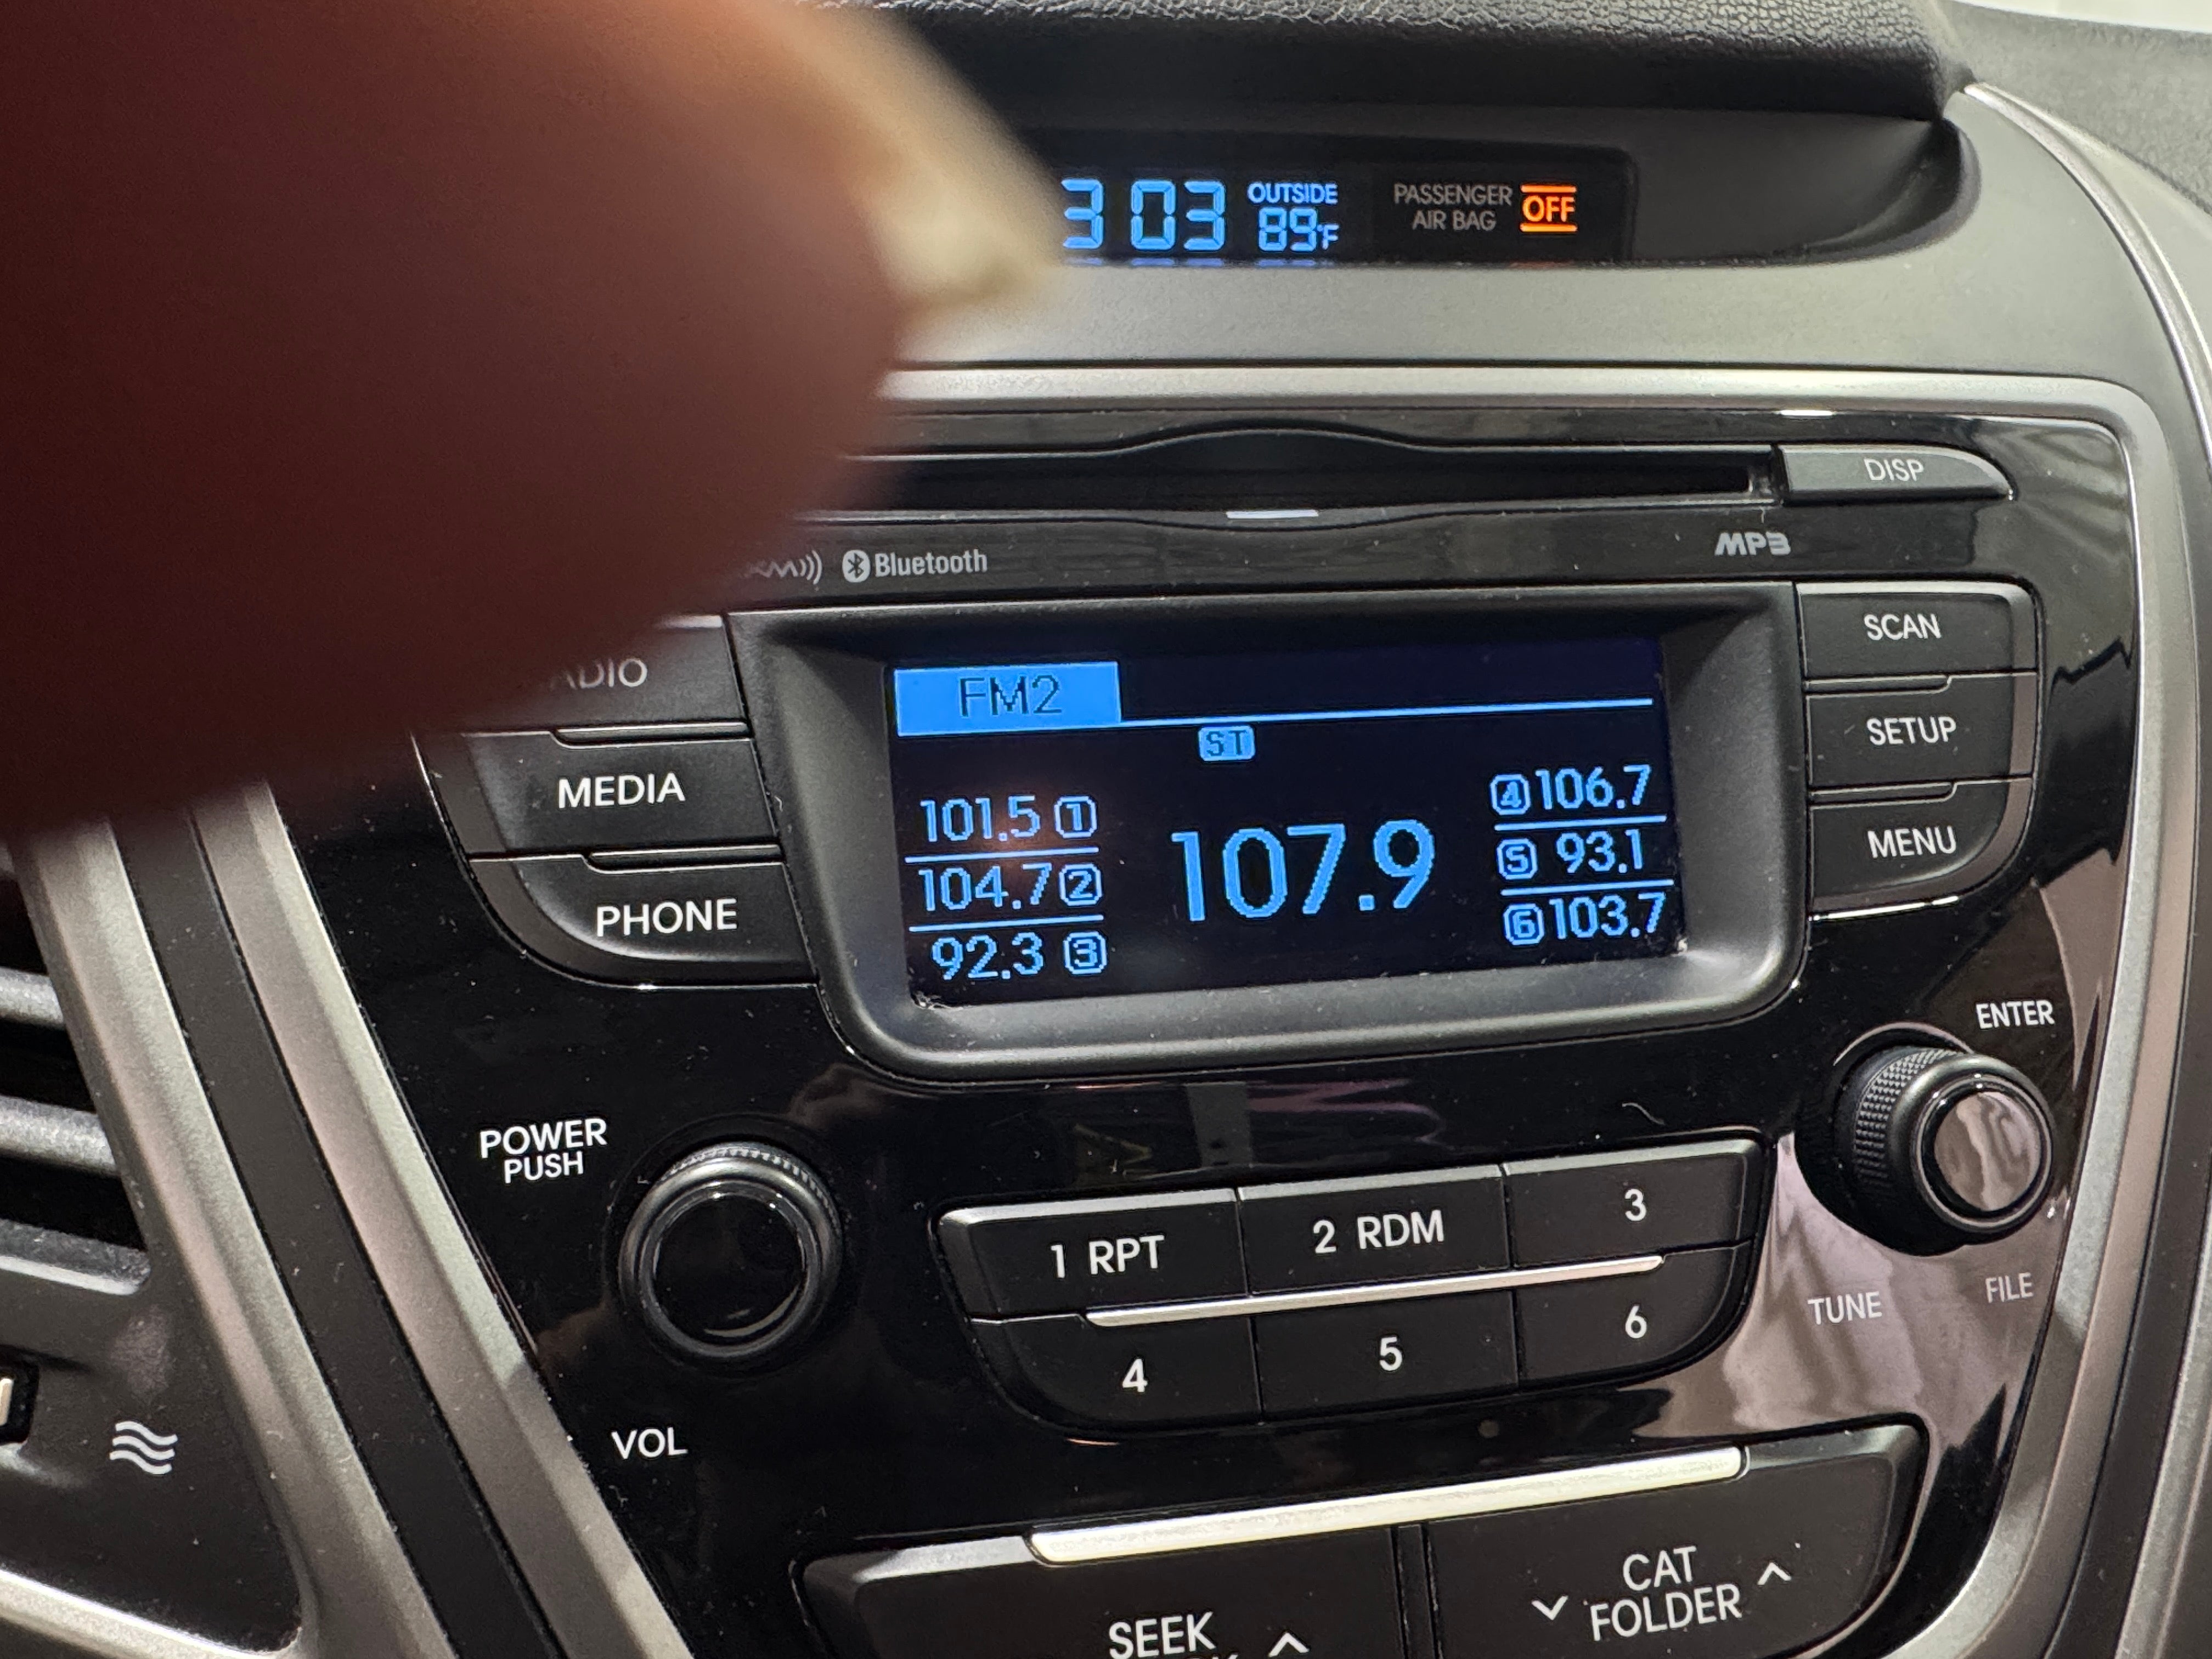 3 03 OUTSIDE 89°F
PASSENGER AIR BAG OFF
DISP
Bluetooth
MP3
SCAN
SETUP
MENU
MEDIA
PHONE
FM2
ST
101.5 1
104.7 2
92.3 3
107.9
4 106.7
5 93.1
6 103.7
ENTER
POWER
PUSH
VOL
1 RPT
2 RDM
3
4
5
6
TUNE
FILE
SEEK
CAT
FOLDER